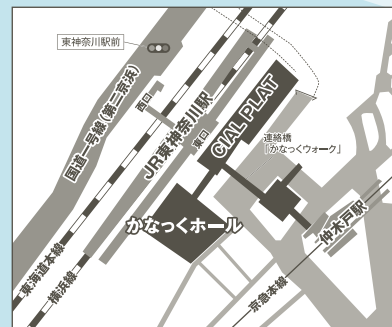 東神奈川駅前
国道一号線(第二京浜)
西口
JR東神奈川駅
東口
CIAL PLAT
連絡橋
「かなっくウォーク」
かなっくホール
仲木戸駅
東海道本線
横浜線
京急本線